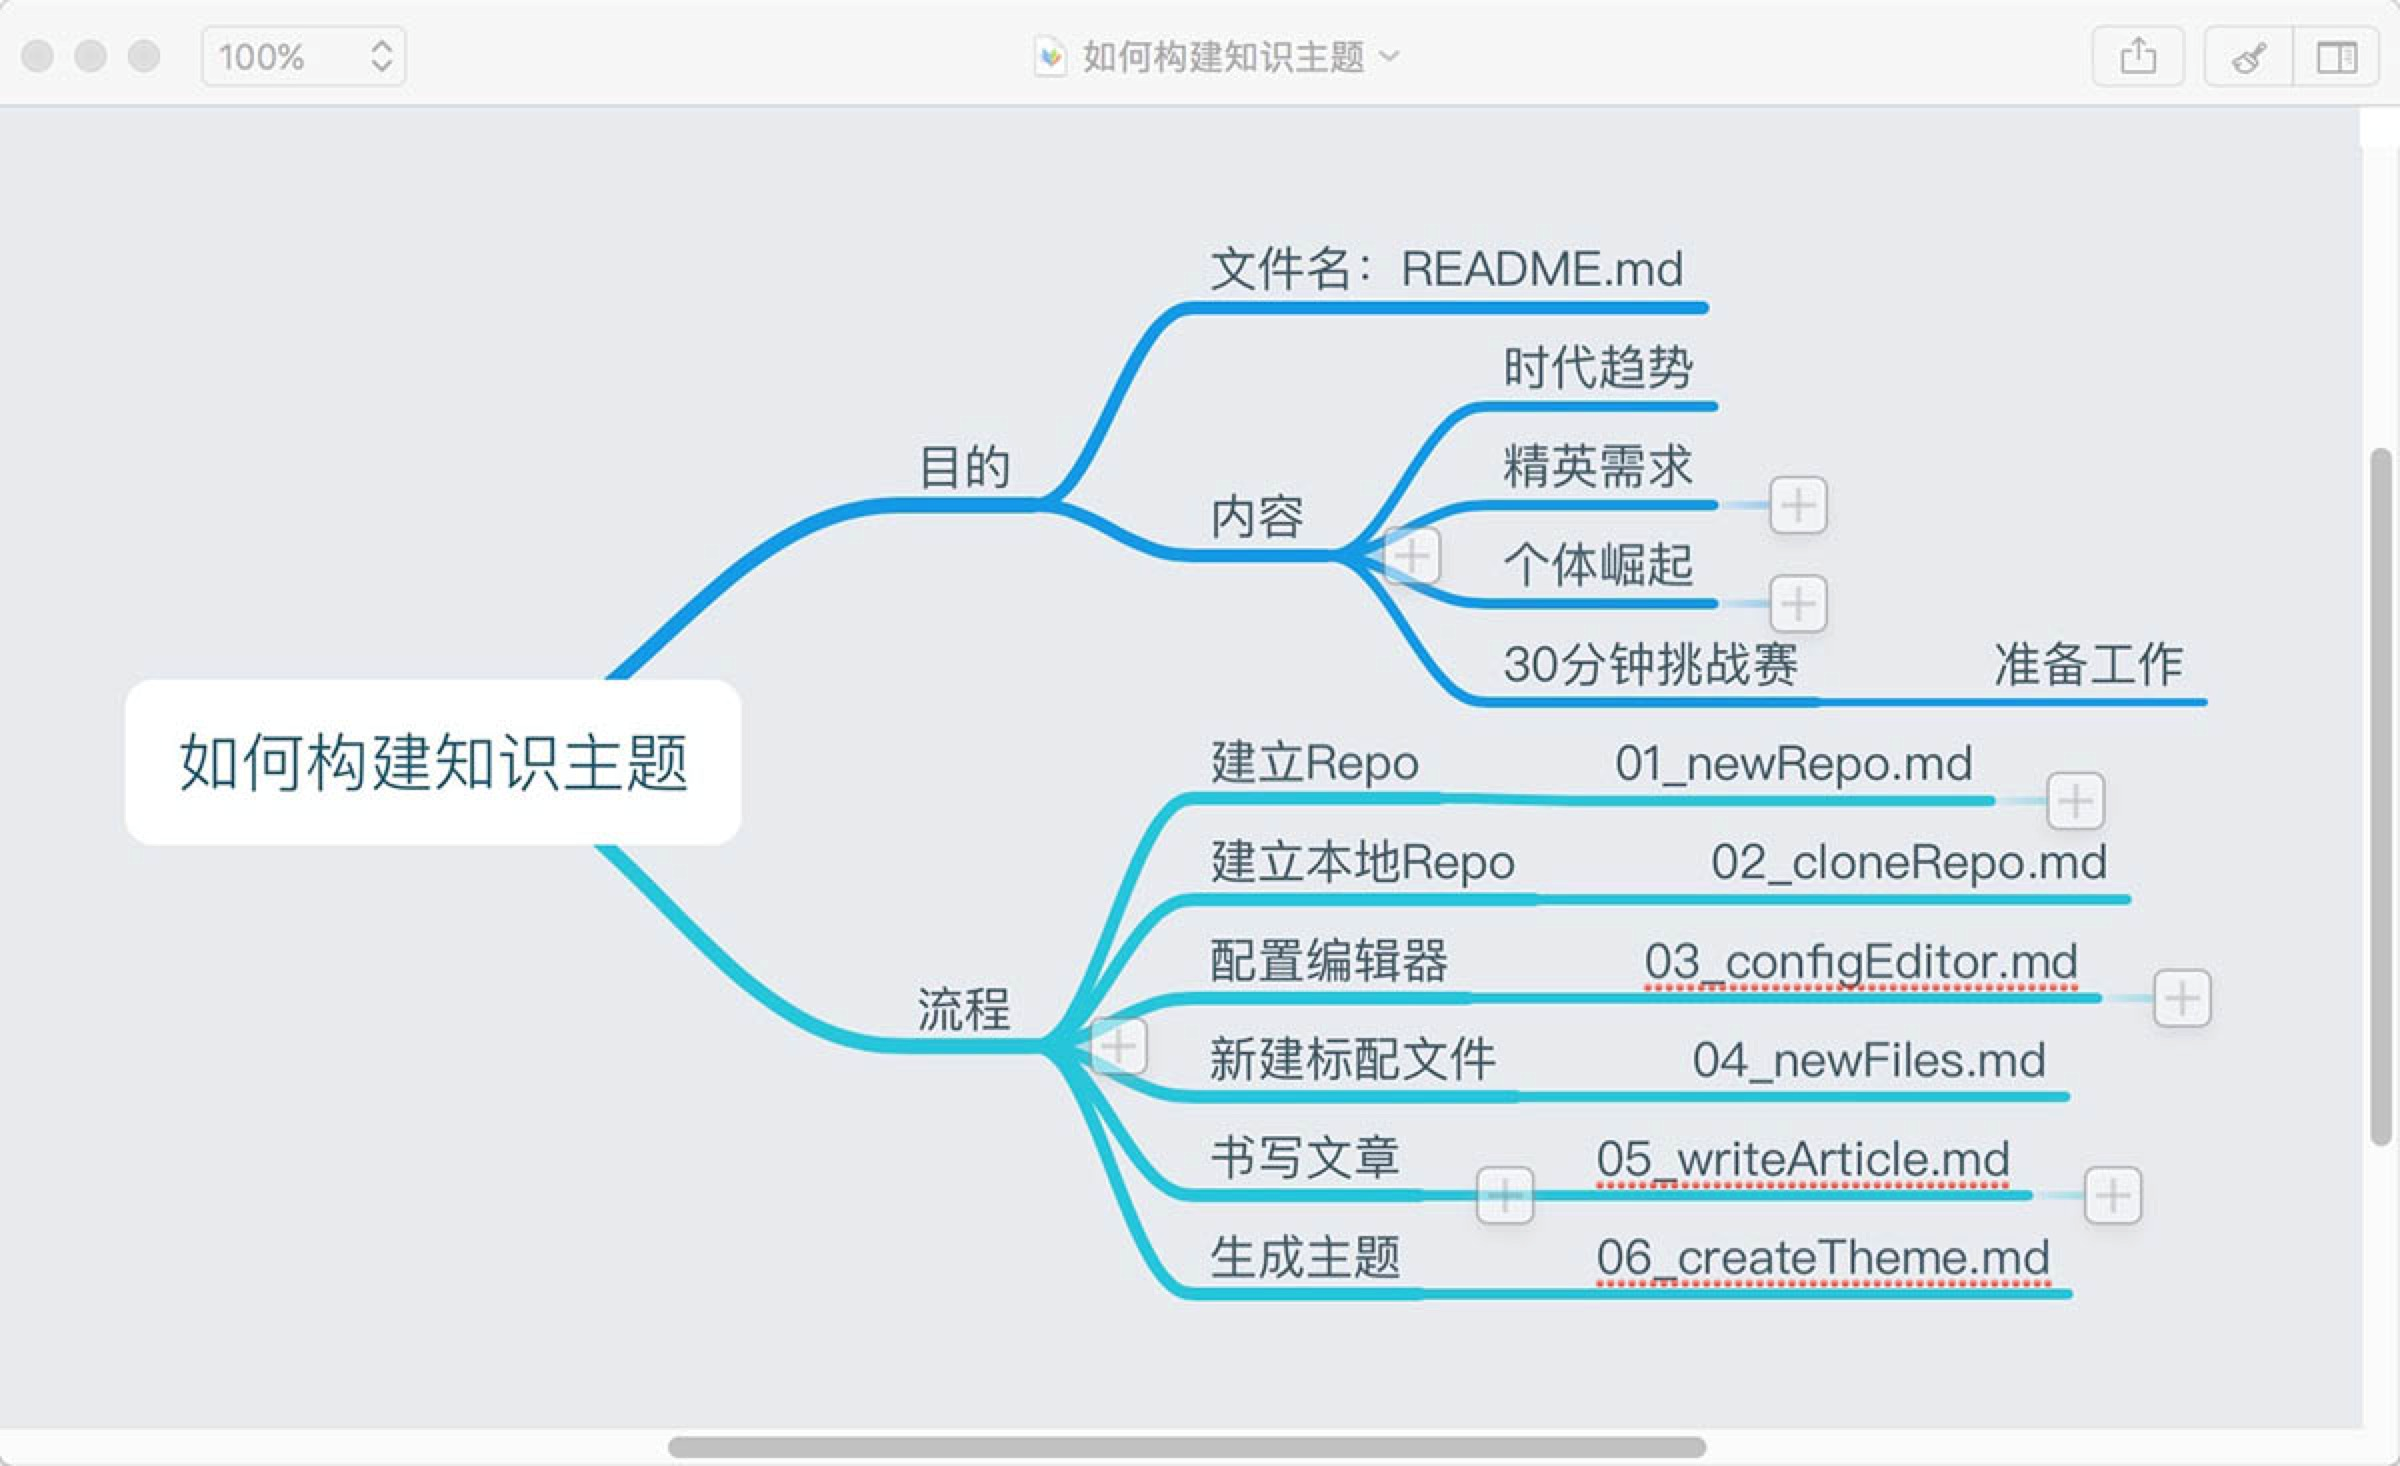 100%
如何构建知识主题
文件名：README.md
时代趋势
目的
精英需求
内容
个体崛起
30分钟挑战赛 准备工作
如何构建知识主题
建立Repo 01_newRepo.md
建立本地Repo 02_cloneRepo.md
配置编辑器 03_configEditor.md
流程
新建标配文件 04_newFiles.md
书写文章 05_writeArticle.md
生成主题 06_createTheme.md